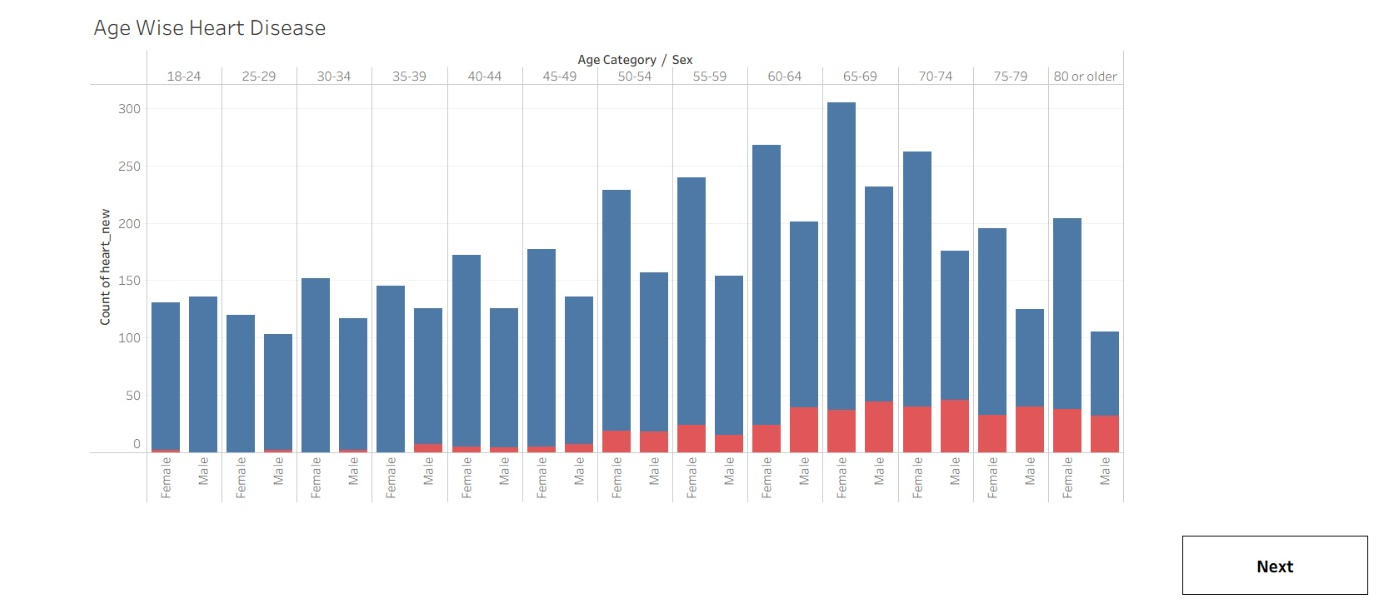 Age Wise Heart Disease
Age Category / Sex
18-24 25-29 30-34 35-39 40-44 45-49 50-54 55-59 60-64 65-69 70-74 75-79 80 or older
300
250
200
150
100
50
0
Count of heart_new
Female Male Female Male Female Male Female Male Female Male Female Male Female Male Female Male Female Male Female Male Female Male Female Male Female Male
Next